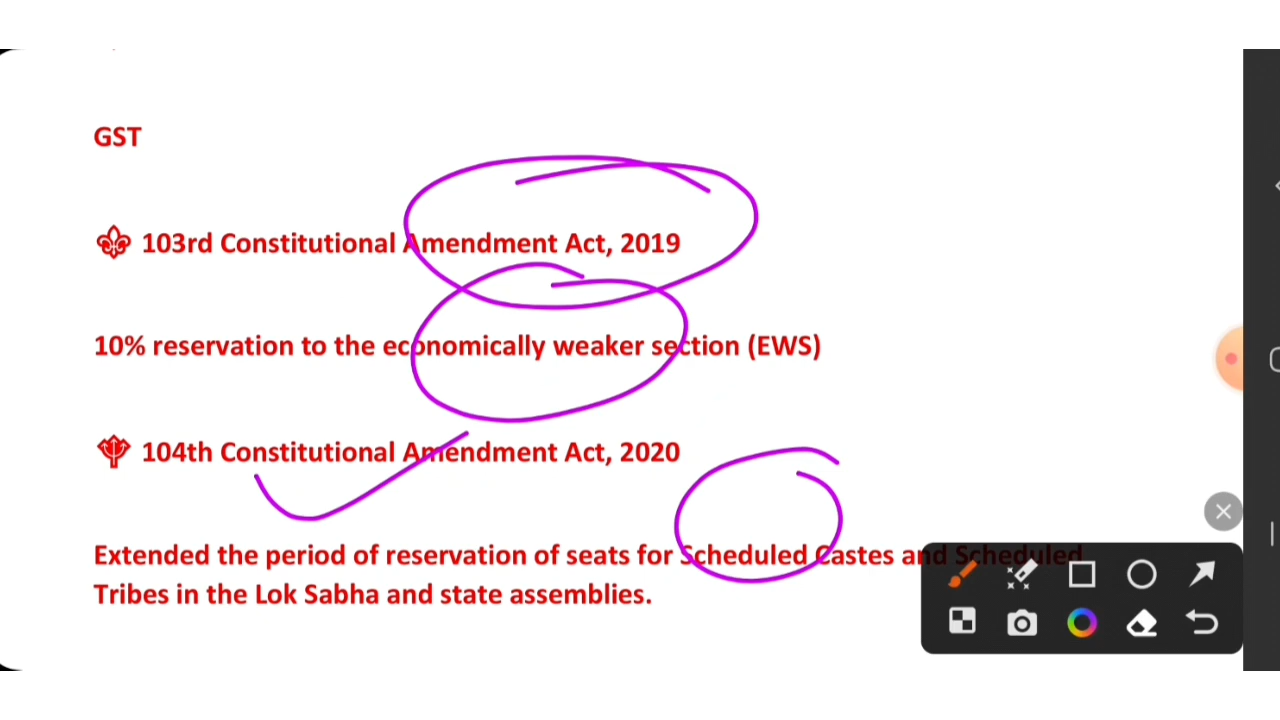 GST
103rd Constitutional Amendment Act, 2019
10% reservation to the economically weaker section (EWS)
104th Constitutional Amendment Act, 2020
Extended the period of reservation of seats for Scheduled Castes and Scheduled
Tribes in the Lok Sabha and state assemblies.